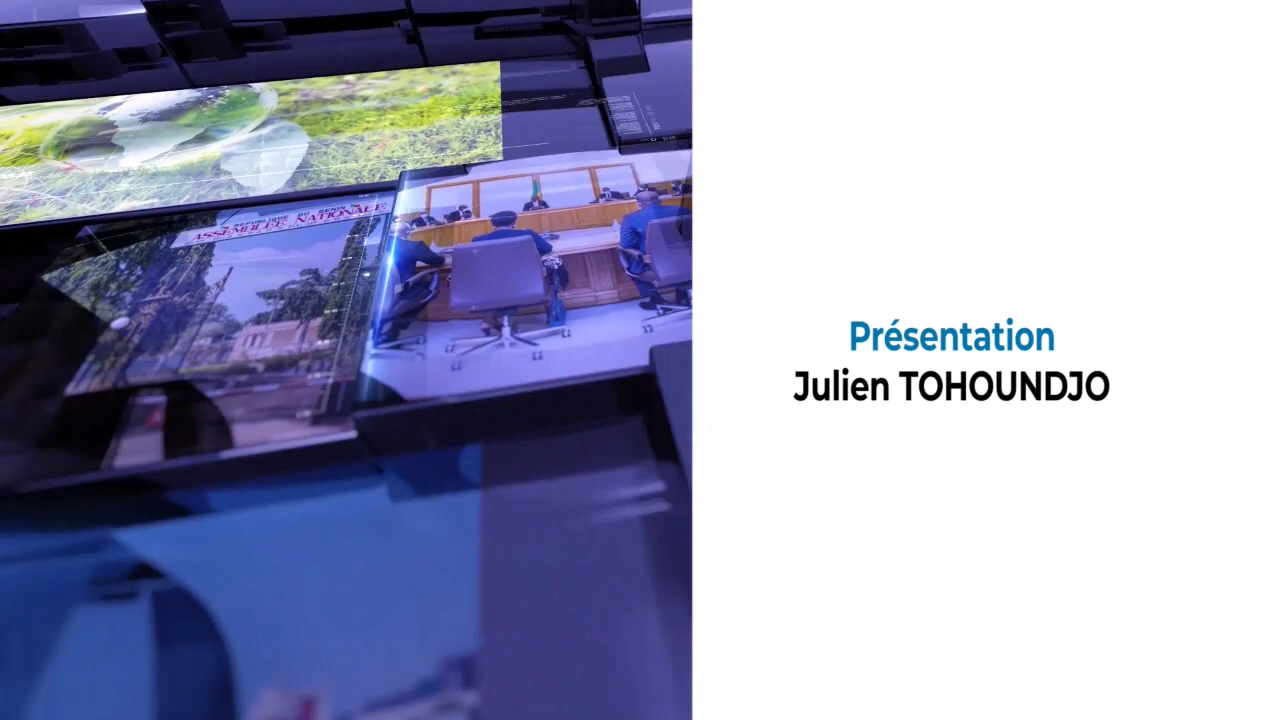 REPUBLIQUE DU BENIN
ASSEMBLEE NATIONALE
Présentation
Julien TOHOUNDJO